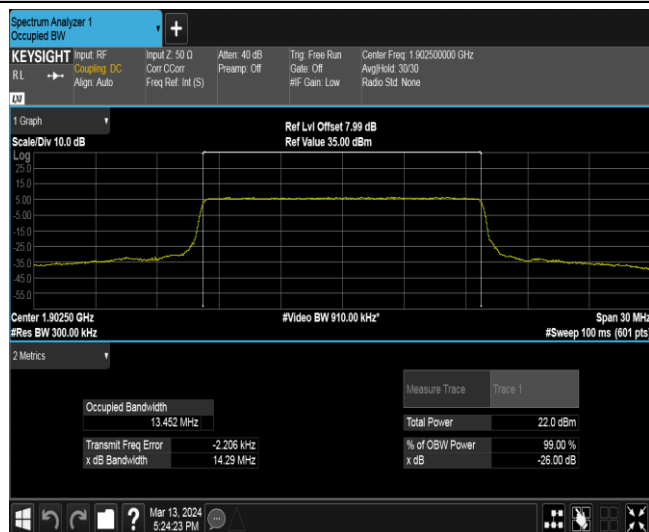 Spectrum Analyzer 1
Occupied BW
KEYSIGHT
RL
Input: RF
Coupling: DC
Align: Auto
Input Z: 50 Ω
Corr CCorr
Freq Ref: Int (S)
Atten: 40 dB
Preamp: Off
Trig: Free Run
Gate: Off
#IF Gain: Low
Center Freq: 1.902500000 GHz
Avg|Hold: 30/30
Radio Std: None
LXI
1 Graph
Scale/Div 10.0 dB
Ref Lvl Offset 7.99 dB
Ref Value 35.00 dBm
Log
25.0
15.0
5.00
-5.00
-15.0
-25.0
-35.0
-45.0
-55.0
Center 1.90250 GHz
#Video BW 910.00 kHz*
Span 30 MHz
#Res BW 300.00 kHz
#Sweep 100 ms (601 pts)
2 Metrics
Measure Trace
Trace 1
Occupied Bandwidth
13.452 MHz
Total Power
22.0 dBm
Transmit Freq Error
-2.206 kHz
% of OBW Power
99.00 %
x dB Bandwidth
14.29 MHz
x dB
-26.00 dB
?
Mar 13, 2024
5:24:23 PM